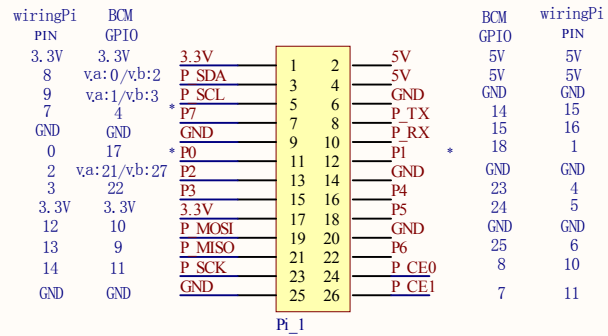 wiringPi BCM BCM wiringPi
PIN GPIO GPIO PIN
3.3V 3.3V 3.3V 1 2 5V 5V 5V
8 v.a:0/v.b:2 P_SDA 3 4 5V 5V 5V
9 v.a:1/v.b:3 P_SCL 5 6 GND GND GND
7 4 * P7 7 8 P_TX 14 15
GND GND GND 9 10 P_RX 15 16
0 17 * P0 11 12 P1 * 18 1
2 v.a:21/v.b:27 P2 13 14 GND GND GND
3 22 P3 15 16 P4 23 4
3.3V 3.3V 3.3V 17 18 P5 24 5
12 10 P_MOSI 19 20 GND GND GND
13 9 P_MISO 21 22 P6 25 6
14 11 P_SCK 23 24 P_CE0 8 10
GND GND GND 25 26 P_CE1 7 11
Pi_1